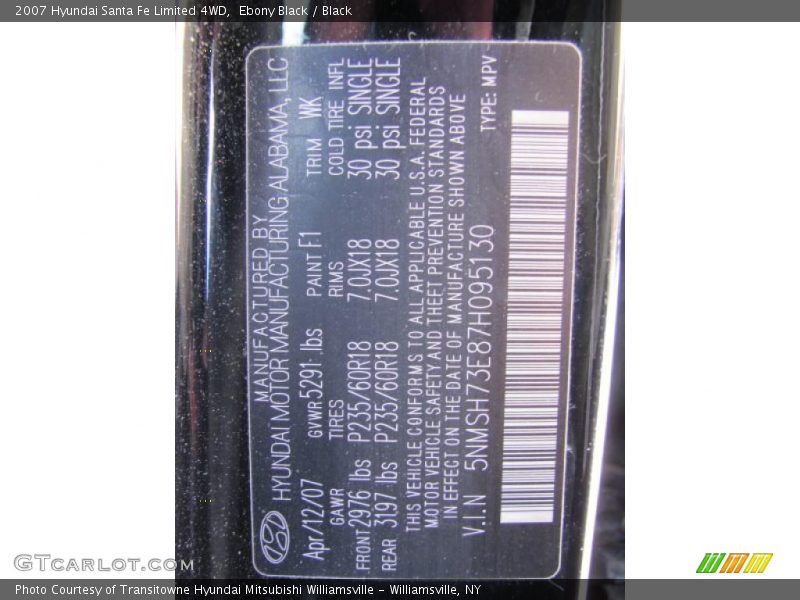 2007 Hyundai Santa Fe Limited 4WD,  Ebony Black / Black
MANUFACTURED BY
HYUNDAI MOTOR MANUFACTURING ALABAMA, LLC
Apr/12/07 GVWR 5291 lbs PAINT F1 TRIM WK
GAWR TIRES RIMS COLD TIRE INFL
FRONT 2976 lbs P235/60R18 7.0JX18 30 psi SINGLE
REAR 3197 lbs P235/60R18 7.0JX18 30 psi SINGLE
THIS VEHICLE CONFORMS TO ALL APPLICABLE U.S.A. FEDERAL
MOTOR VEHICLE SAFETY AND THEFT PREVENTION STANDARDS
IN EFFECT ON THE DATE OF MANUFACTURE SHOWN ABOVE
V.I.N 5NMSH73E87H095130 TYPE: MPV
GTCarLot.com
Photo Courtesy of Transitowne Hyundai Mitsubishi Williamsville - Williamsville, NY